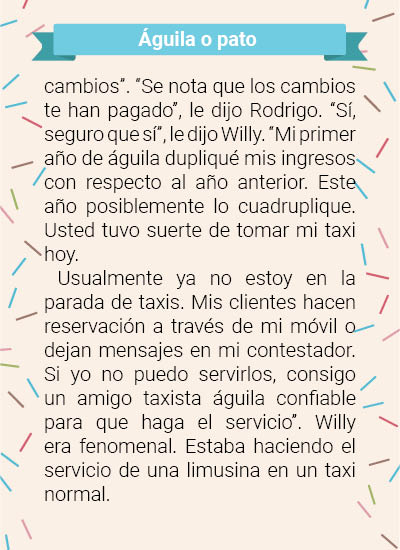 Águila o pato
cambios”. “Se nota que los cambios
te han pagado”, le dijo Rodrigo. “Sí,
seguro que sí”, le dijo Willy. “Mi primer
año de águila dupliqué mis ingresos
con respecto al año anterior. Este
año posiblemente lo cuadruplique.
Usted tuvo suerte de tomar mi taxi
hoy.
Usualmente ya no estoy en la
parada de taxis. Mis clientes hacen
reservación a través de mi móvil o
dejan mensajes en mi contestador.
Si yo no puedo servirlos, consigo
un amigo taxista águila confiable
para que haga el servicio”. Willy
era fenomenal. Estaba haciendo el
servicio de una limusina en un taxi
normal.